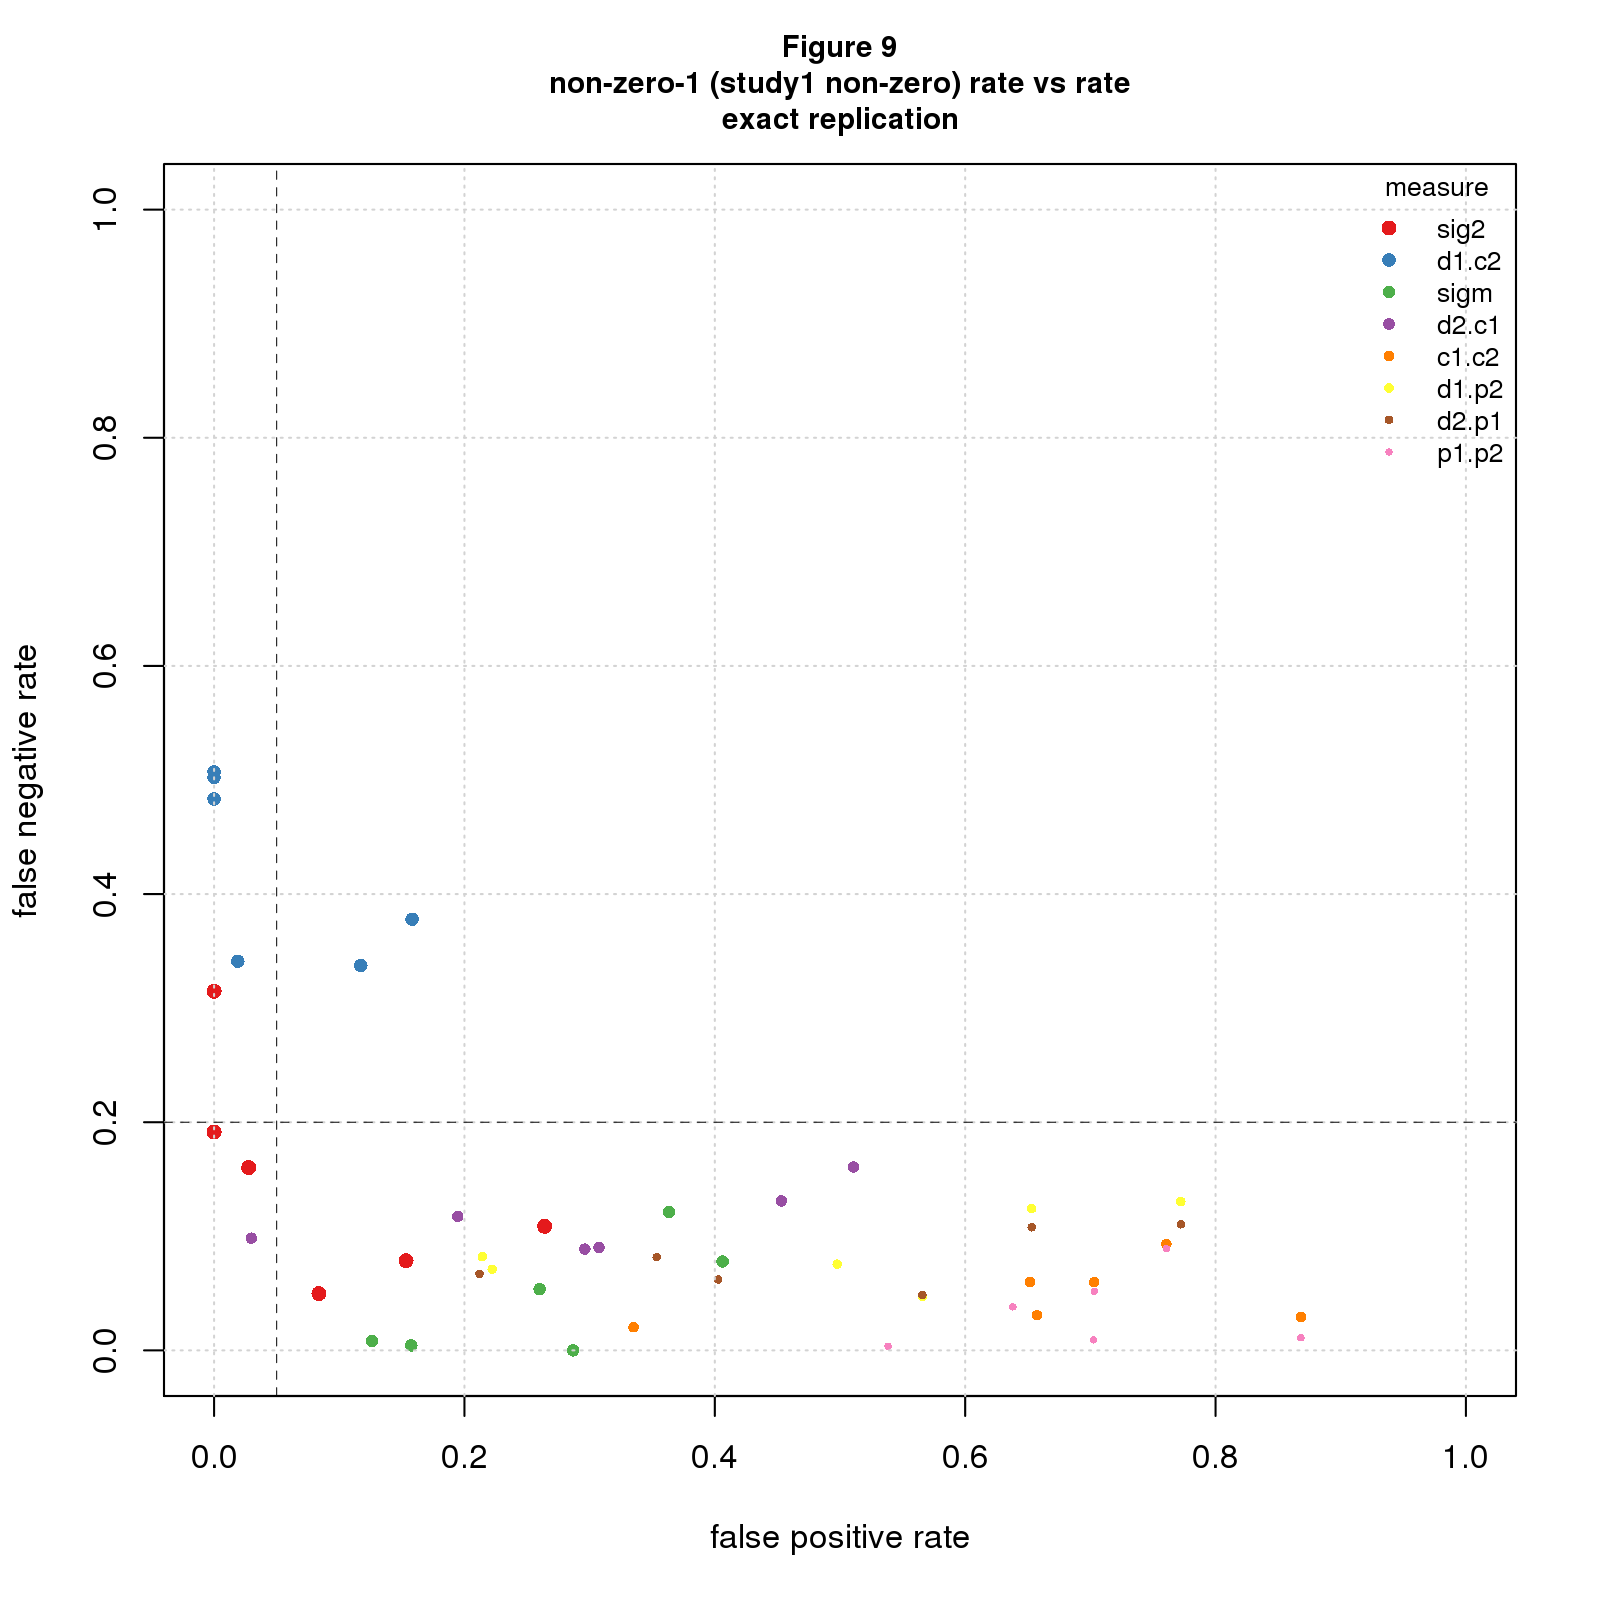 Figure 9
non-zero-1 (study1 non-zero) rate vs rate
exact replication
measure
sig2
d1.c2
sigm
d2.c1
c1.c2
d1.p2
d2.p1
p1.p2
false negative rate
1.0
0.8
0.6
0.4
0.2
0.0
0.0 0.2 0.4 0.6 0.8 1.0
false positive rate